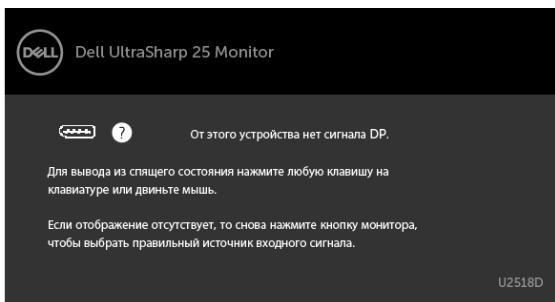 DELL
Dell UltraSharp 25 Monitor
?
От этого устройства нет сигнала DP.
Для вывода из спящего состояния нажмите любую клавишу на
клавиатуре или двиньте мышь.
Если отображение отсутствует, то снова нажмите кнопку монитора,
чтобы выбрать правильный источник входного сигнала.
U2518D